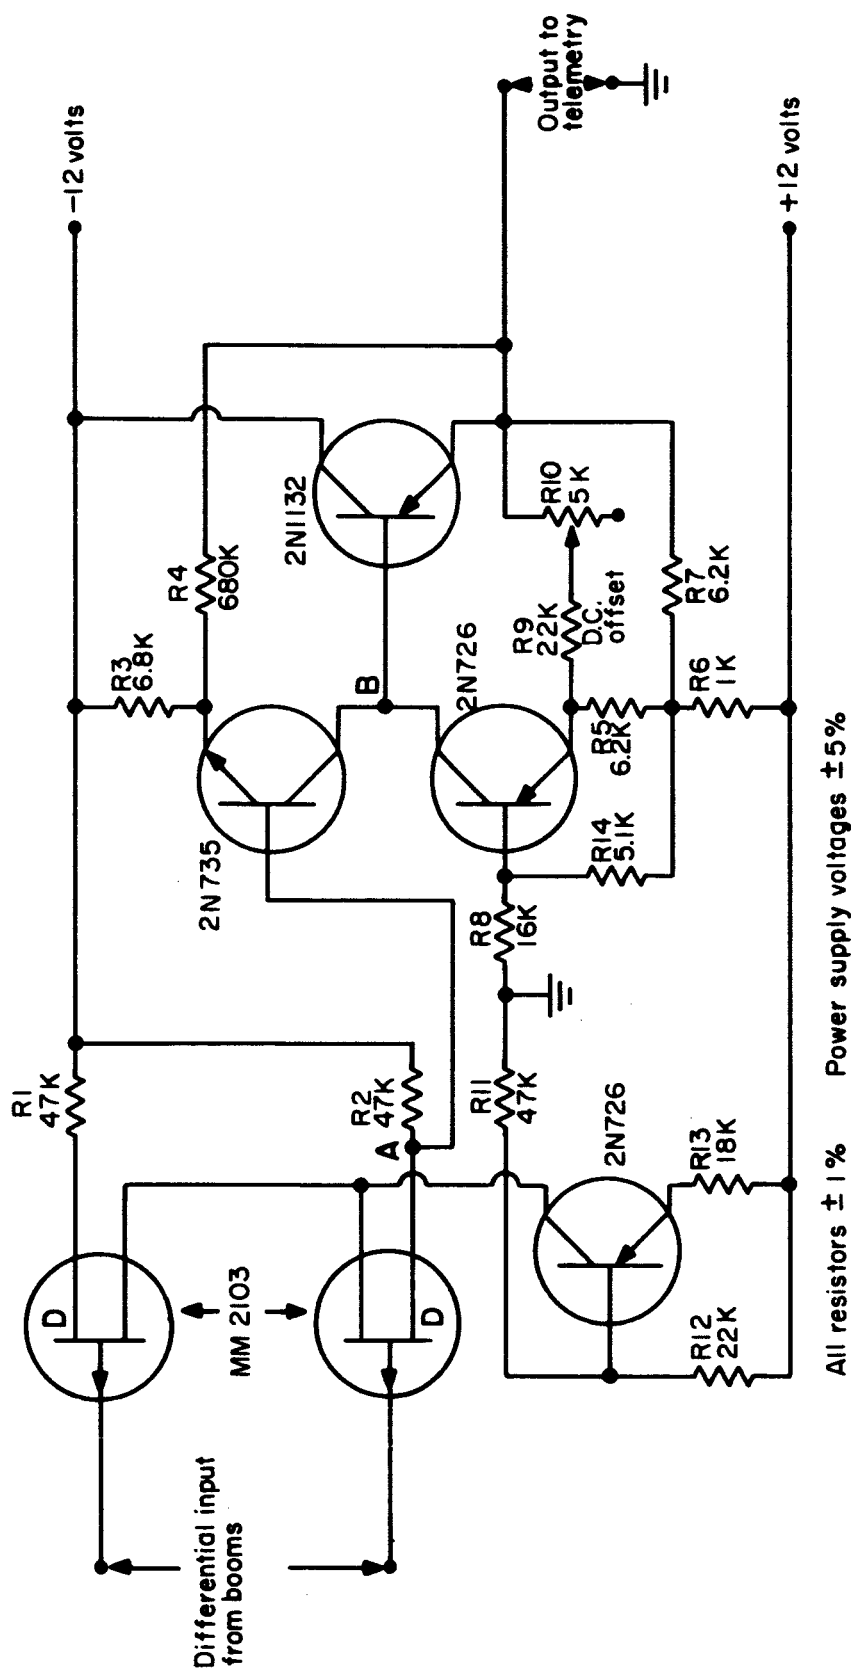 Differential input
from booms
D
MM 2103
D
R1
47K
R2
47K
A
R11
47K
2N726
R12
22K
R13
18K
-12 volts
R3
6.8K
R4
680K
2N735
B
2N1132
2N726
R8
16K
R14
5.1K
R5
6.2K
R9
22K
D.C.
offset
R10
5K
R7
6.2K
R6
1K
Output to
telemetry
+12 volts
All resistors ±1%
Power supply voltages ±5%